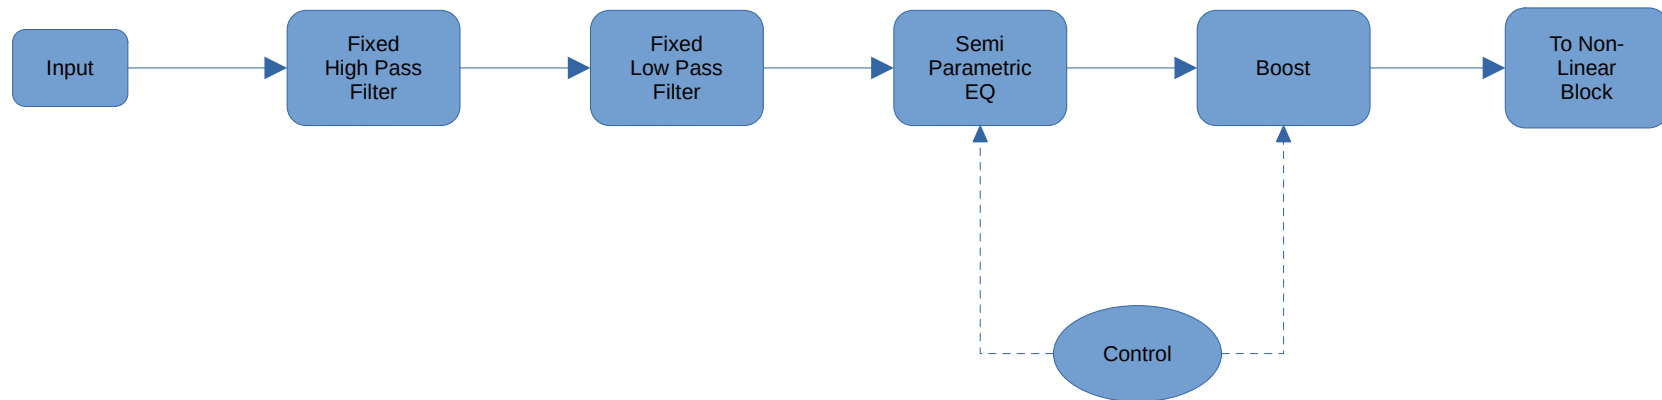 Input
Fixed
High Pass
Filter
Fixed
Low Pass
Filter
Semi
Parametric
EQ
Boost
To Non-
Linear
Block
Control